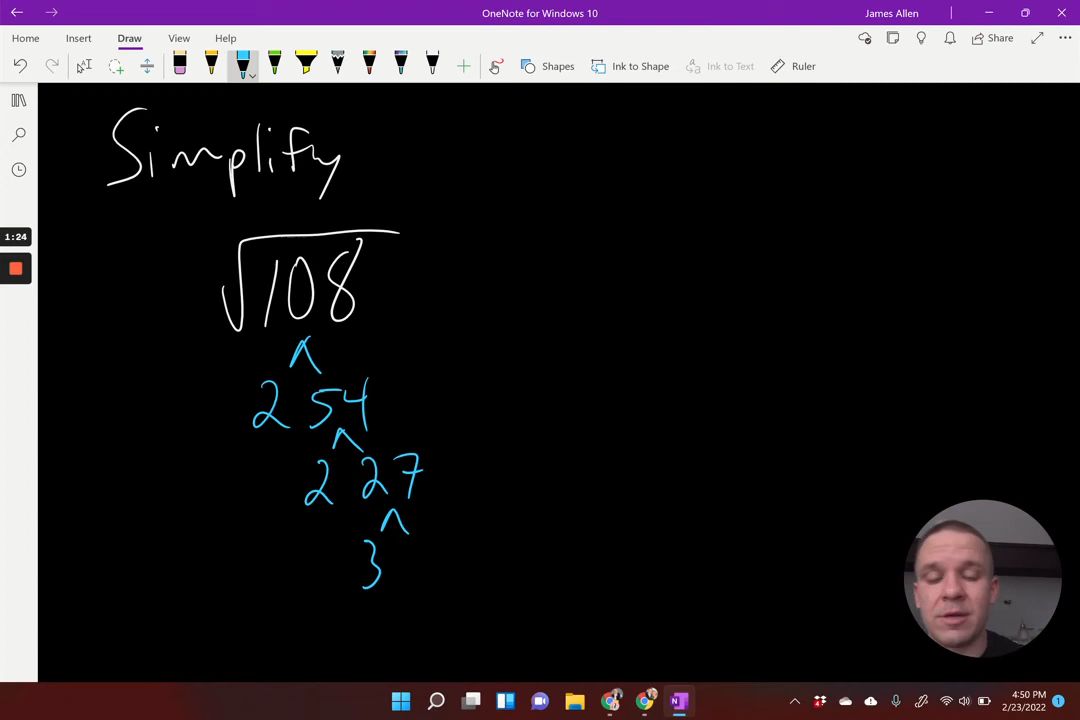 OneNote for Windows 10
James Allen
Home Insert Draw View Help
Share
Shapes Ink to Shape Ink to Text Ruler
Simplify
1:24
√108
2 54
2 27
3
4:50 PM
2/23/2022